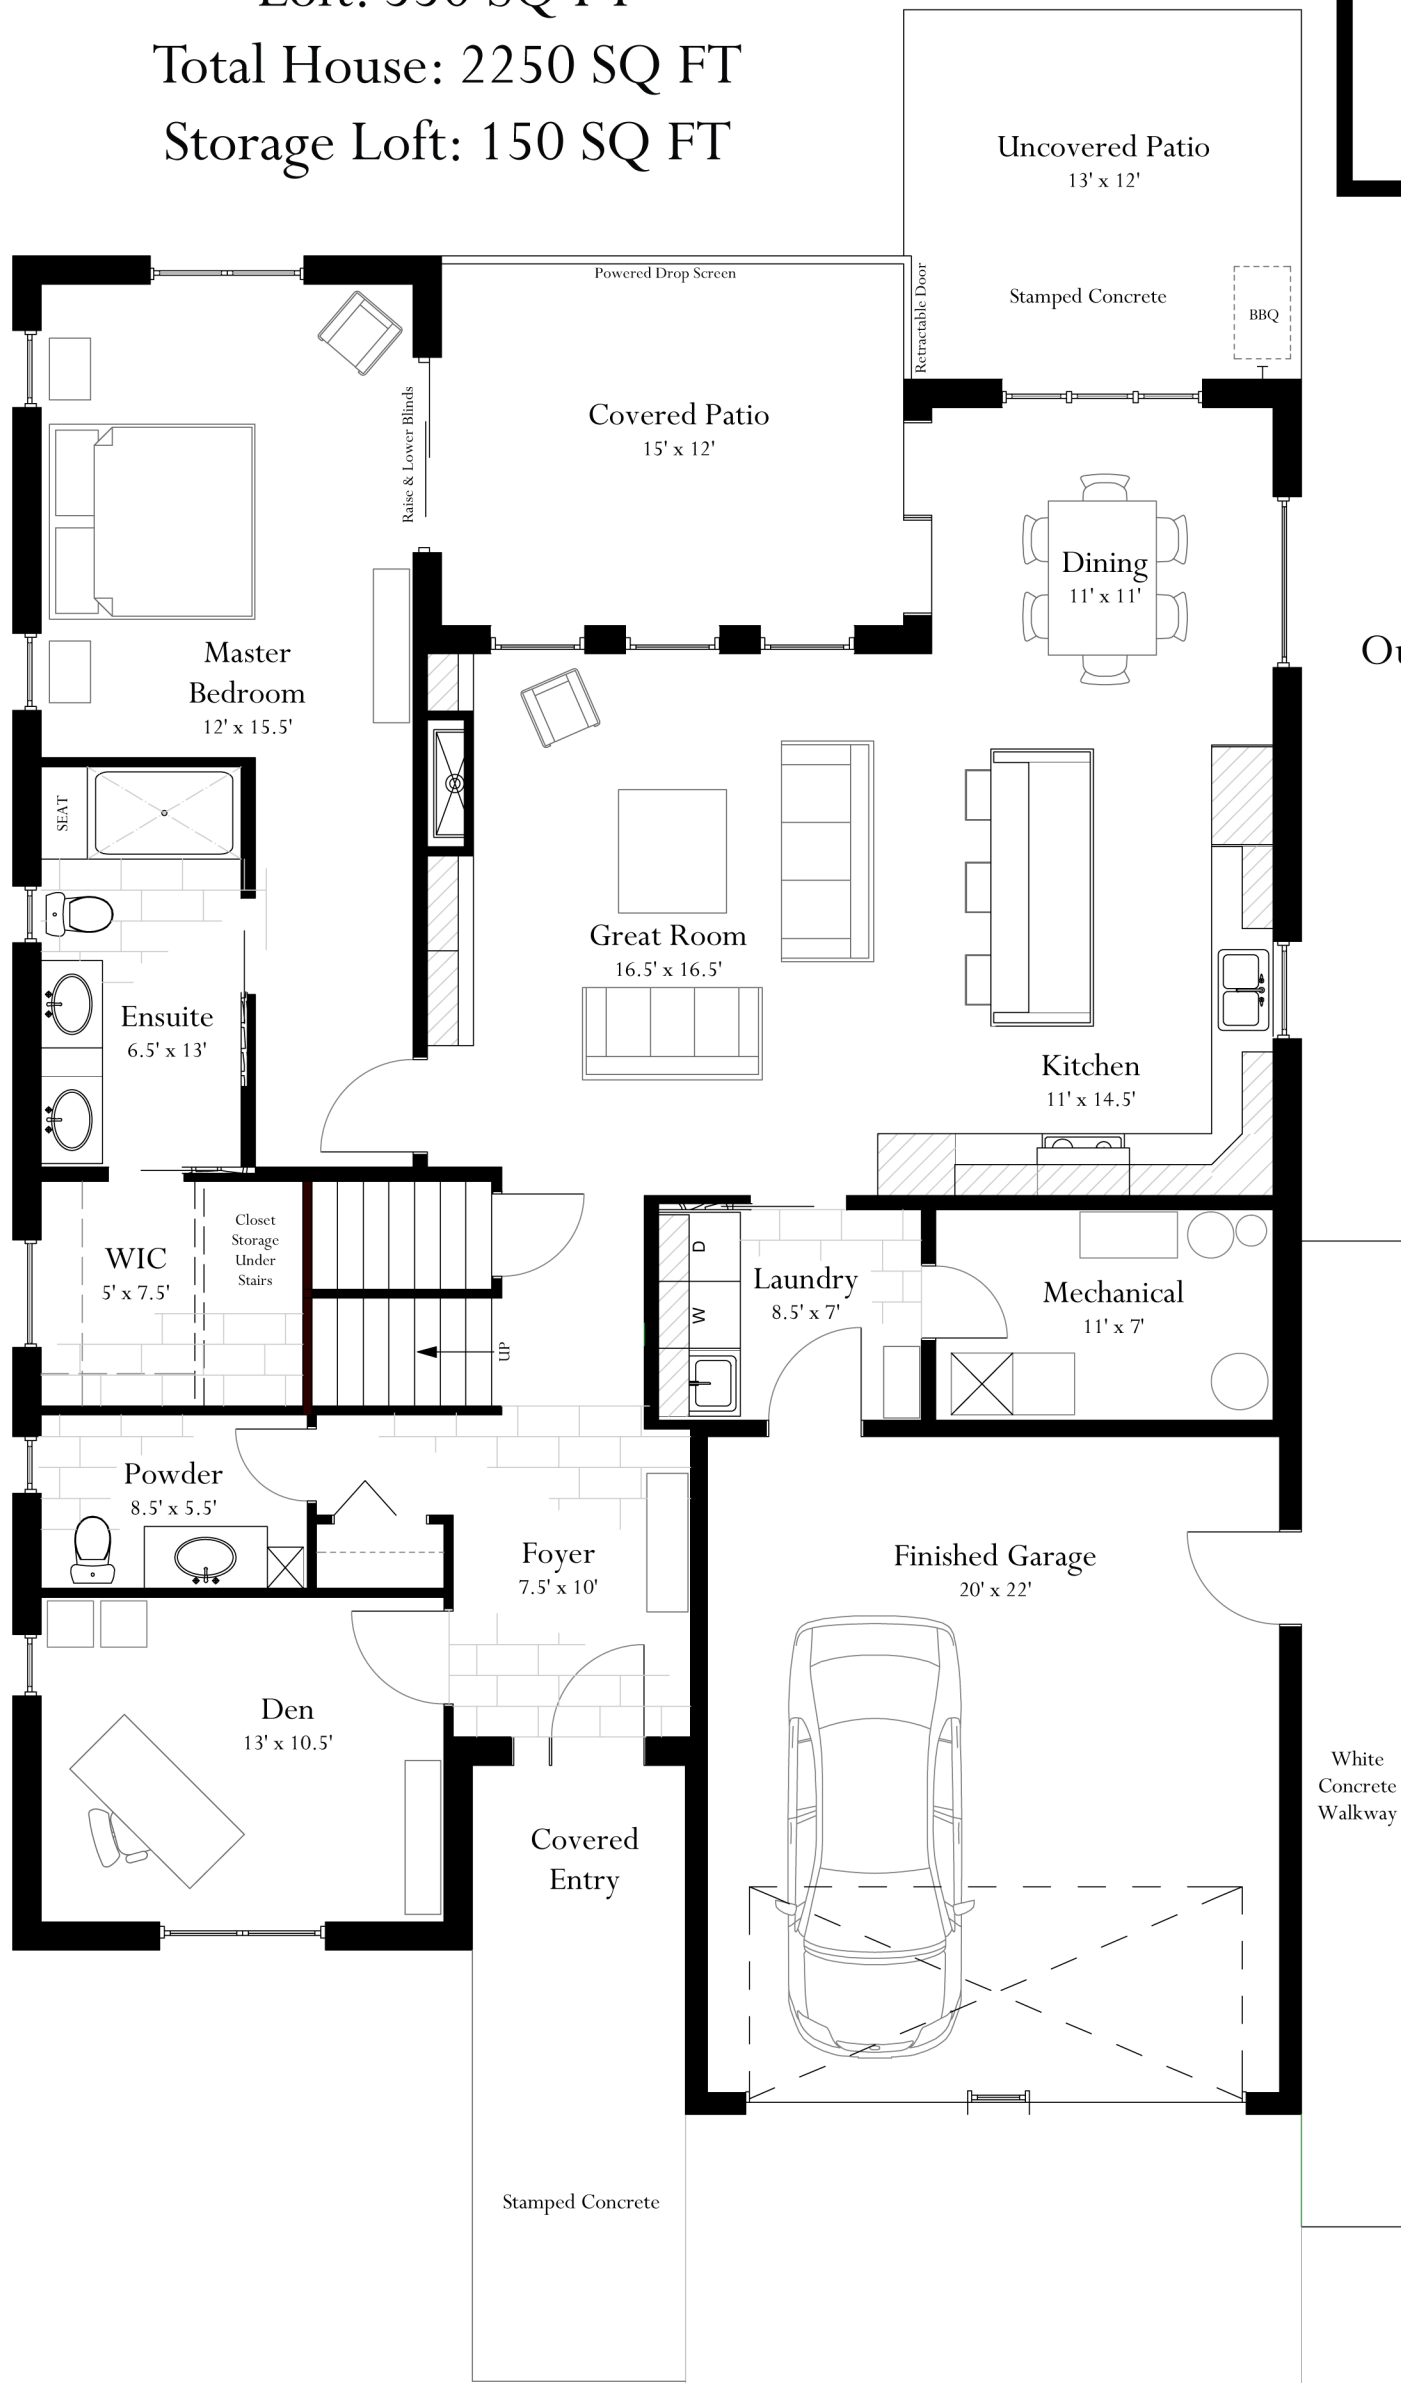 Total House: 2250 SQ FT
Storage Loft: 150 SQ FT
Uncovered Patio
13' x 12'
Powered Drop Screen
Retractable Door
Stamped Concrete
BBQ
Raise & Lower Blinds
Covered Patio
15' x 12'
Dining
11' x 11'
Master
Bedroom
12' x 15.5'
SEAT
Great Room
16.5' x 16.5'
Ensuite
6.5' x 13'
Kitchen
11' x 14.5'
Closet
Storage
Under
Stairs
WIC
5' x 7.5'
D
W
Laundry
8.5' x 7'
Mechanical
11' x 7'
UP
Powder
8.5' x 5.5'
Foyer
7.5' x 10'
Finished Garage
20' x 22'
Den
13' x 10.5'
White
Concrete
Walkway
Covered
Entry
Stamped Concrete